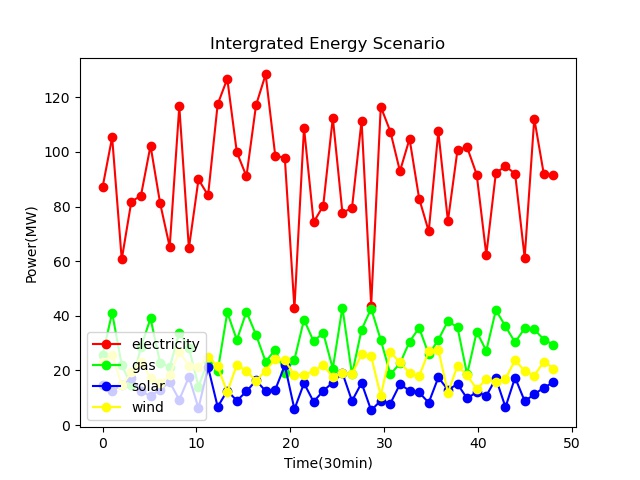 Intergrated Energy Scenario
Power(MW)
120
100
80
60
40
20
0
electricity
gas
solar
wind
0 10 20 30 40 50
Time(30min)